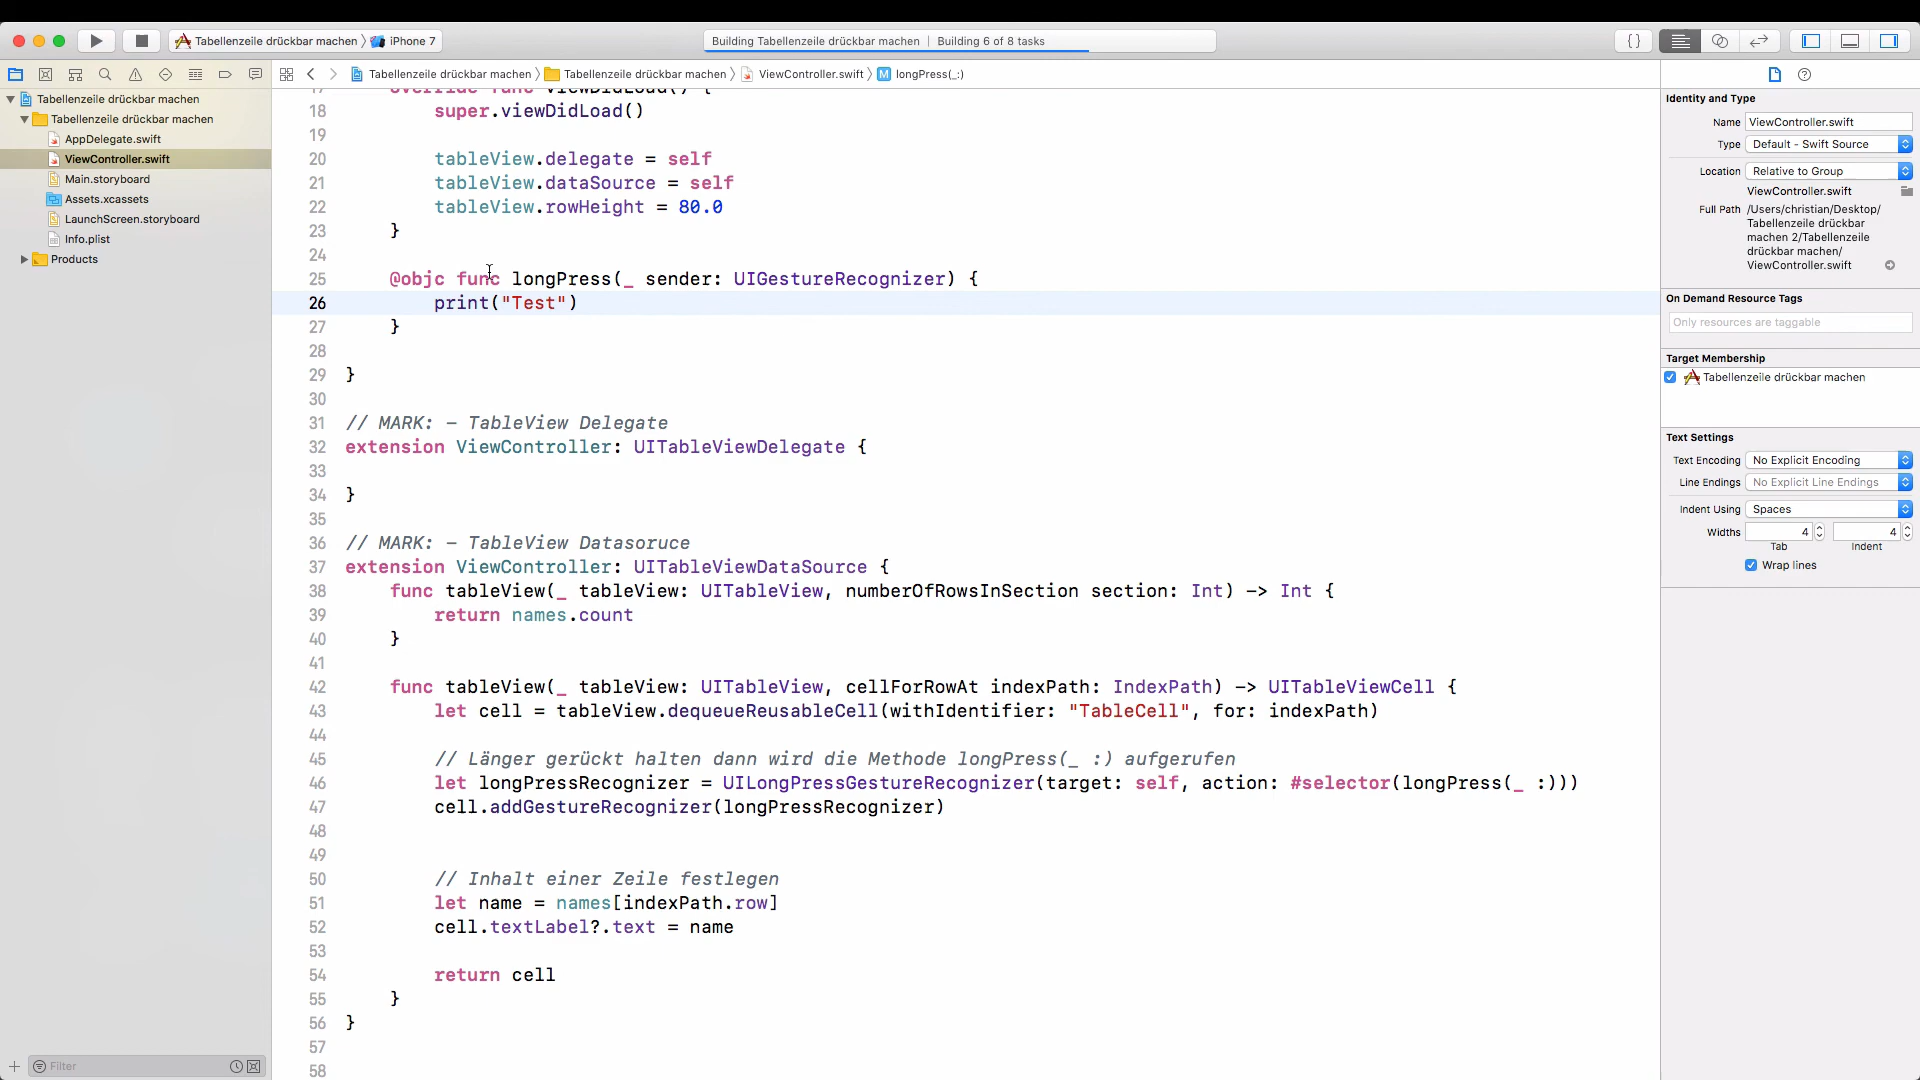 Tabellenzeile drückbar machen
iPhone 7
Building Tabellenzeile drückbar machen | Building 6 of 8 tasks
{}
Tabellenzeile drückbar machen
Tabellenzeile drückbar machen
ViewController.swift
M
longPress(_:)
Tabellenzeile drückbar machen
Tabellenzeile drückbar machen
AppDelegate.swift
ViewController.swift
Main.storyboard
Assets.xcassets
LaunchScreen.storyboard
Info.plist
Products
Filter
17 override func viewDidLoad() {
18 super.viewDidLoad()
19
20 tableView.delegate = self
21 tableView.dataSource = self
22 tableView.rowHeight = 80.0
23 }
24
25 @objc func longPress(_ sender: UIGestureRecognizer) {
26 print("Test")
27 }
28
29 }
30
31 // MARK: - TableView Delegate
32 extension ViewController: UITableViewDelegate {
33
34 }
35
36 // MARK: - TableView Datasoruce
37 extension ViewController: UITableViewDataSource {
38 func tableView(_ tableView: UITableView, numberOfRowsInSection section: Int) -> Int {
39 return names.count
40 }
41
42 func tableView(_ tableView: UITableView, cellForRowAt indexPath: IndexPath) -> UITableViewCell {
43 let cell = tableView.dequeueReusableCell(withIdentifier: "TableCell", for: indexPath)
44
45 // Länger gerückt halten dann wird die Methode longPress(_ :) aufgerufen
46 let longPressRecognizer = UILongPressGestureRecognizer(target: self, action: #selector(longPress(_ :)))
47 cell.addGestureRecognizer(longPressRecognizer)
48
49
50 // Inhalt einer Zeile festlegen
51 let name = names[indexPath.row]
52 cell.textLabel?.text = name
53
54 return cell
55 }
56 }
57
58
Identity and Type
Name ViewController.swift
Type Default - Swift Source
Location Relative to Group
ViewController.swift
Full Path /Users/christian/Desktop/
Tabellenzeile drückbar
machen 2/Tabellenzeile
drückbar machen/
ViewController.swift
On Demand Resource Tags
Only resources are taggable
Target Membership
Tabellenzeile drückbar machen
Text Settings
Text Encoding No Explicit Encoding
Line Endings No Explicit Line Endings
Indent Using Spaces
Widths 4 4
Tab Indent
Wrap lines